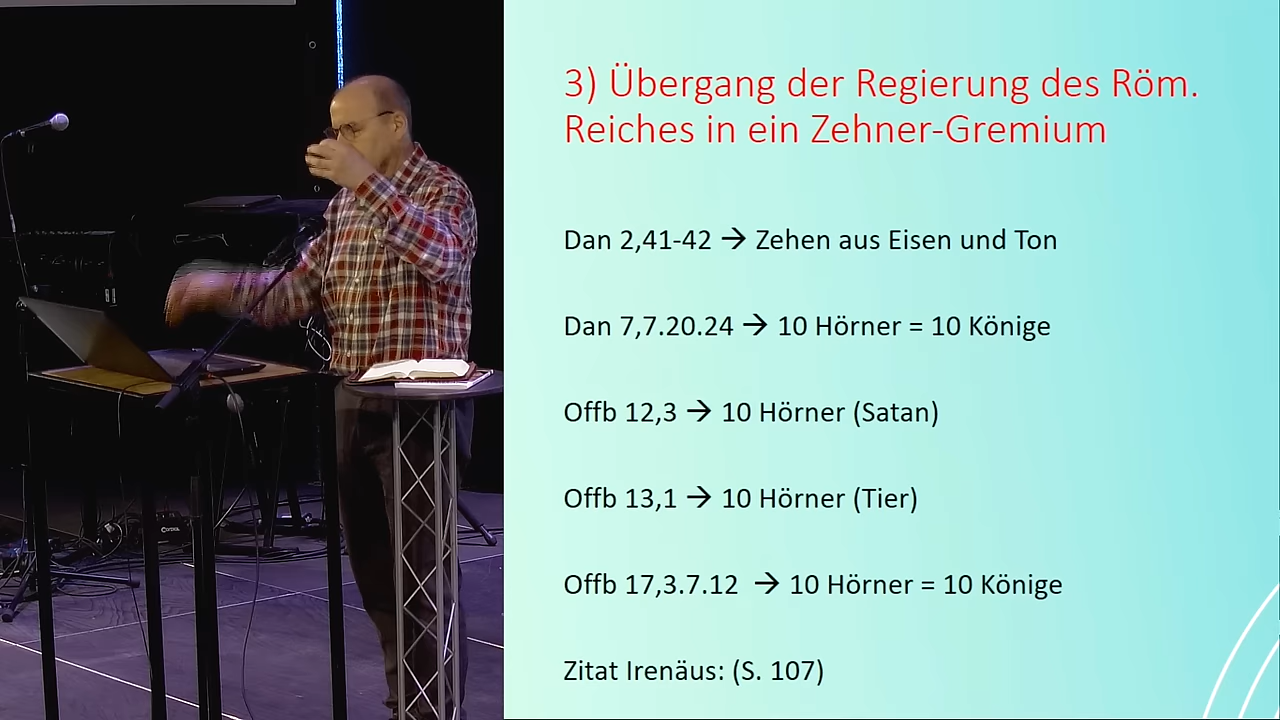 3) Übergang der Regierung des Röm.
Reiches in ein Zehner-Gremium
Dan 2,41-42 → Zehen aus Eisen und Ton
Dan 7,7.20.24 → 10 Hörner = 10 Könige
Offb 12,3 → 10 Hörner (Satan)
Offb 13,1 → 10 Hörner (Tier)
Offb 17,3.7.12 → 10 Hörner = 10 Könige
Zitat Irenäus: (S. 107)